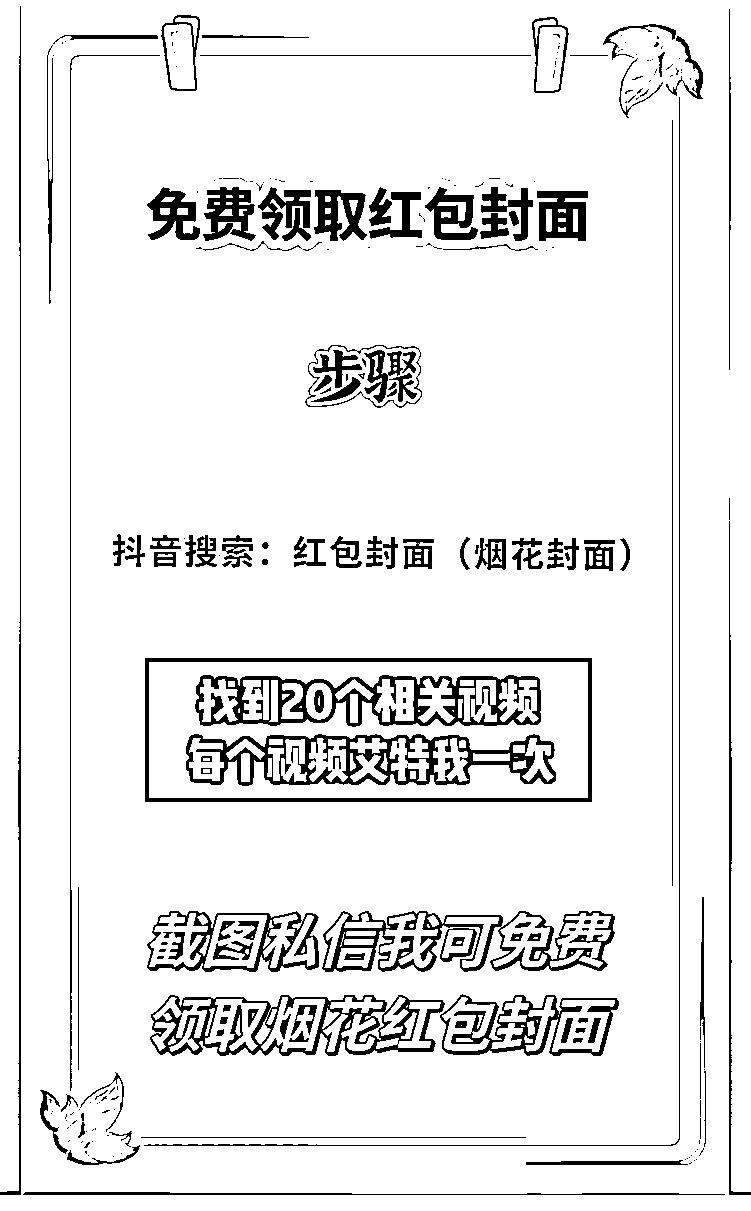 免费领取红包封面
步骤
抖音搜索：红包封面（烟花封面）
找到20个相关视频
每个视频艾特我一次
截图私信我可免费
领取烟花红包封面